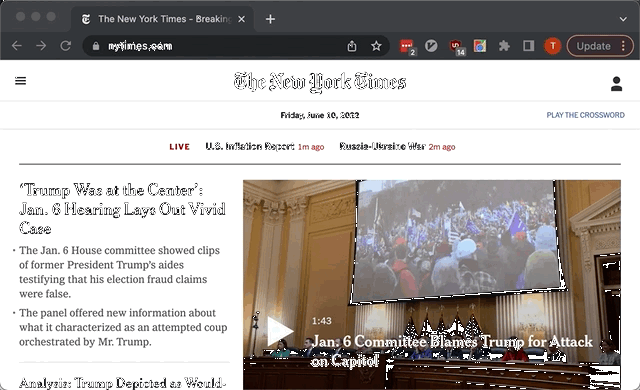 The New York Times - Breaking
nytimes.com
2
14
T
Update
The New York Times
Friday, June 10, 2022
PLAY THE CROSSWORD
LIVE U.S. Inflation Report 1m ago Russia-Ukraine War 2m ago
‘Trump Was at the Center’:
Jan. 6 Hearing Lays Out Vivid
Case
• The Jan. 6 House committee showed clips
of former President Trump's aides
testifying that his election fraud claims
were false.
• The panel offered new information about
what it characterized as an attempted coup
orchestrated by Mr. Trump.
Analysis: Trump Depicted as Would-
1:43
Jan. 6 Committee Blames Trump for Attack
on Capitol